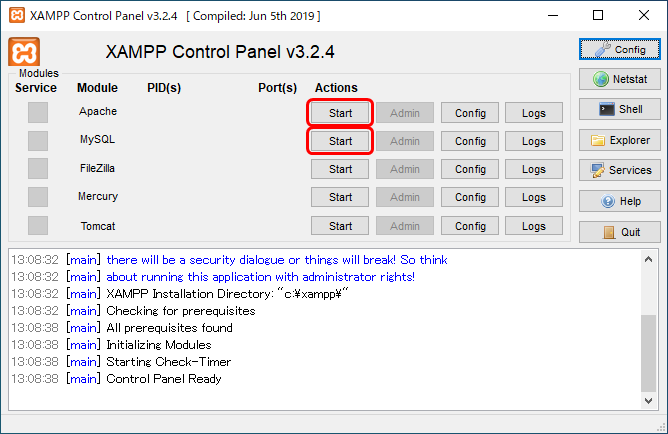 XAMPP Control Panel v3.2.4 [ Compiled: Jun 5th 2019 ]
XAMPP Control Panel v3.2.4
Config
Modules
Service Module PID(s) Port(s) Actions
Netstat
Apache Start Admin Config Logs
Shell
MySQL Start Admin Config Logs
Explorer
FileZilla Start Admin Config Logs
Services
Mercury Start Admin Config Logs
Help
Tomcat Start Admin Config Logs
Quit
13:08:32 [main] there will be a security dialogue or things will break! So think
13:08:32 [main] about running this application with administrator rights!
13:08:32 [main] XAMPP Installation Directory: "c:¥xampp¥"
13:08:32 [main] Checking for prerequisites
13:08:38 [main] All prerequisites found
13:08:38 [main] Initializing Modules
13:08:38 [main] Starting Check-Timer
13:08:38 [main] Control Panel Ready